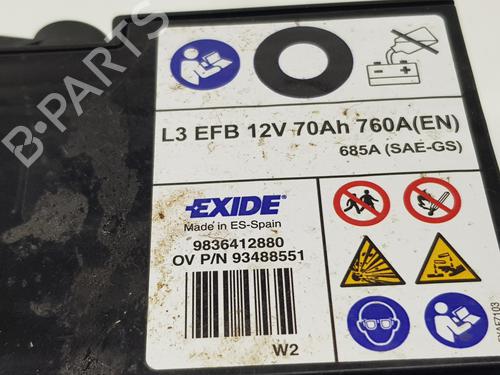 L3 EFB 12V 70Ah 760A(EN)
685A (SAE-GS)
EXIDE
Made in ES-Spain
9836412880
OV P/N 93488551
W2
B-PARTS